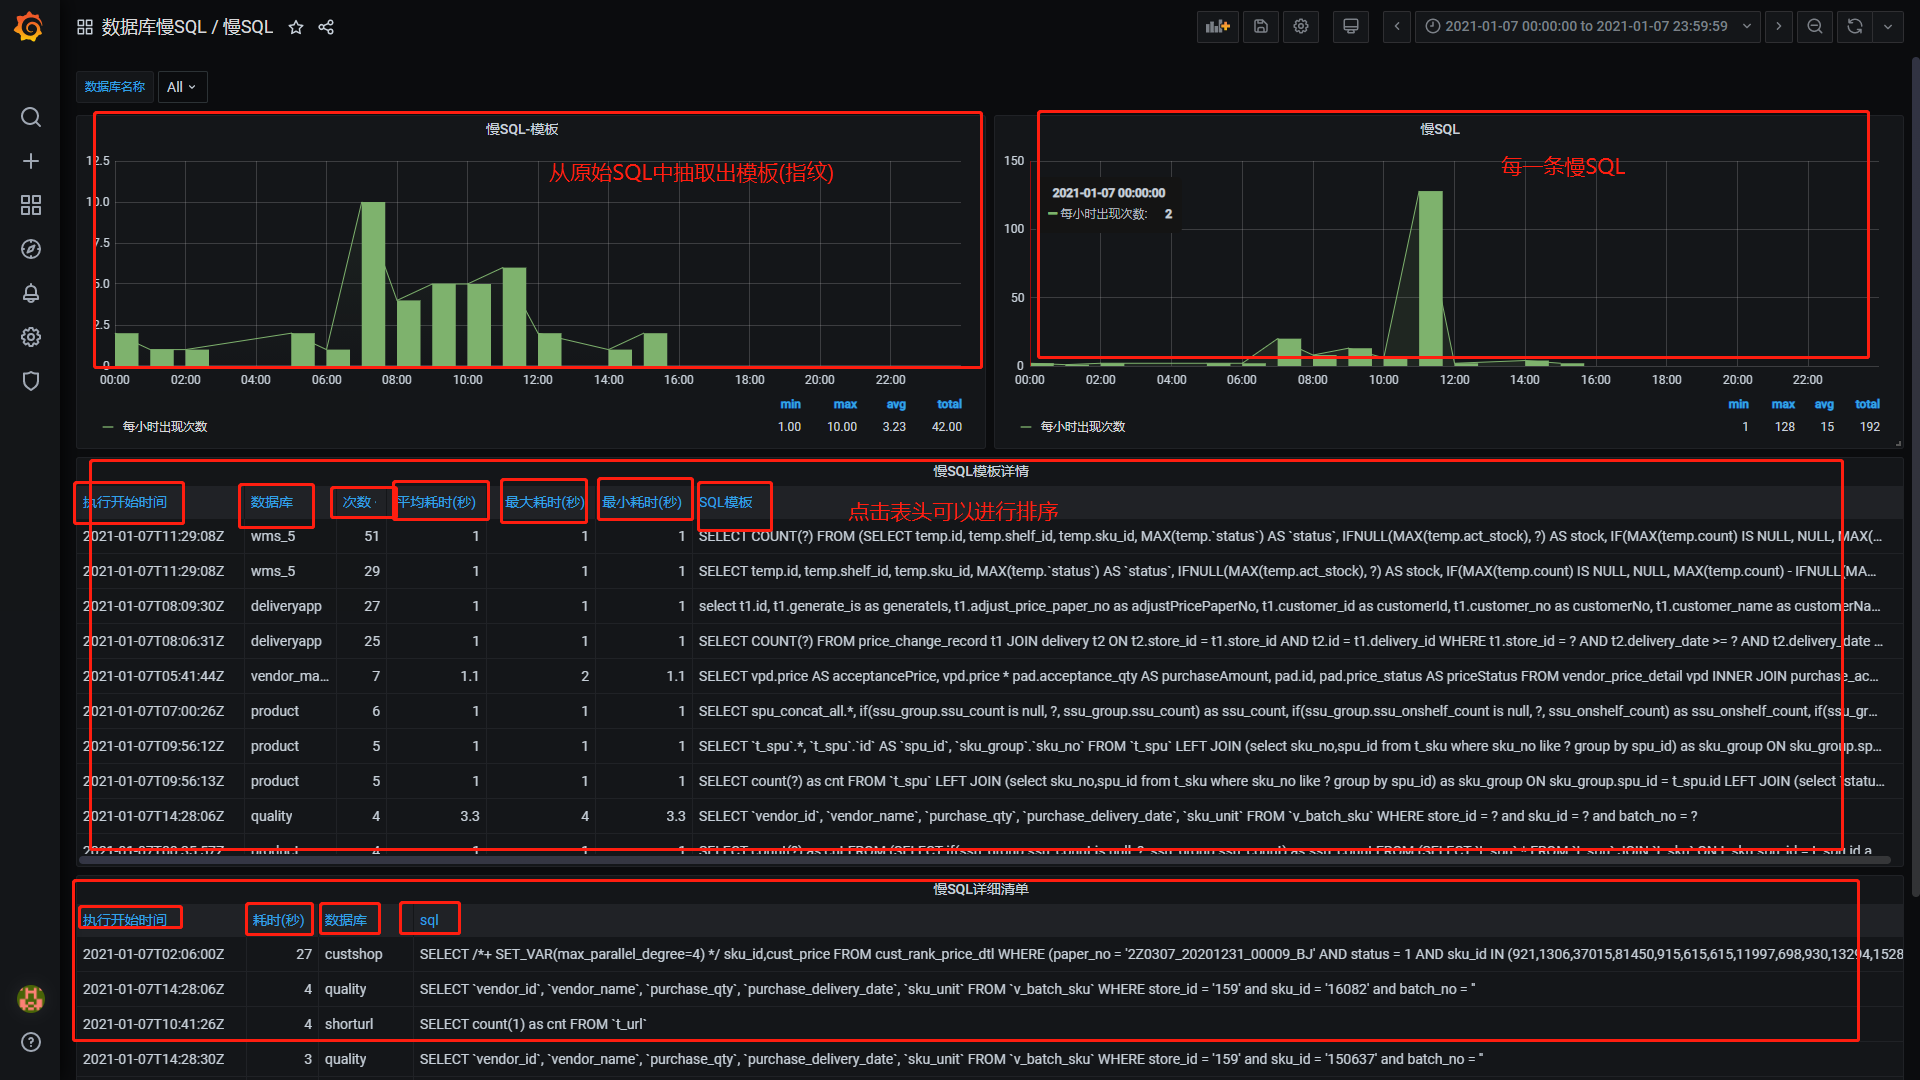 数据库慢SQL / 慢SQL
2021-01-07 00:00:00 to 2021-01-07 23:59:59
数据库名称 All
慢SQL-模板
从原始SQL中抽取出模板(指纹)
12.5
10.0
7.5
5.0
2.5
0
00:00 02:00 04:00 06:00 08:00 10:00 12:00 14:00 16:00 18:00 20:00 22:00
min max avg total
每小时出现次数 1.00 10.00 3.23 42.00
慢SQL
每一条慢SQL
150
100
50
0
2021-01-07 00:00:00
每小时出现次数: 2
00:00 02:00 04:00 06:00 08:00 10:00 12:00 14:00 16:00 18:00 20:00 22:00
min max avg total
每小时出现次数 1 128 15 192
慢SQL模板详情
执行开始时间 数据库 次数 平均耗时(秒) 最大耗时(秒) 最小耗时(秒) SQL模板
点击表头可以进行排序
2021-01-07T11:29:08Z wms_5 51 1 1 1 SELECT COUNT(?) FROM (SELECT temp.id, temp.shelf_id, temp.sku_id, MAX(temp.`status`) AS `status`, IFNULL(MAX(temp.act_stock), ?) AS stock, IF(MAX(temp.count) IS NULL, NULL, MAX(…
2021-01-07T11:29:08Z wms_5 29 1 1 1 SELECT temp.id, temp.shelf_id, temp.sku_id, MAX(temp.`status`) AS `status`, IFNULL(MAX(temp.act_stock), ?) AS stock, IF(MAX(temp.count) IS NULL, NULL, MAX(temp.count) - IFNULL(MA…
2021-01-07T08:09:30Z deliveryapp 27 1 1 1 select t1.id, t1.generate_is as generateIs, t1.adjust_price_paper_no as adjustPricePaperNo, t1.customer_id as customerId, t1.customer_no as customerNo, t1.customer_name as customerNa…
2021-01-07T08:06:31Z deliveryapp 25 1 1 1 SELECT COUNT(?) FROM price_change_record t1 JOIN delivery t2 ON t2.store_id = t1.store_id AND t2.id = t1.delivery_id WHERE t1.store_id = ? AND t2.delivery_date >= ? AND t2.delivery_date …
2021-01-07T05:41:44Z vendor_ma… 7 1.1 2 1.1 SELECT vpd.price AS acceptancePrice, vpd.price * pad.acceptance_qty AS purchaseAmount, pad.id, pad.price_status AS priceStatus FROM vendor_price_detail vpd INNER JOIN purchase_ac…
2021-01-07T07:00:26Z product 6 1 1 1 SELECT spu_concat_all.*, if(ssu_group.ssu_count is null, ?, ssu_group.ssu_count) as ssu_count, if(ssu_group.ssu_onshelf_count is null, ?, ssu_onshelf_count) as ssu_onshelf_count, if(ssu_gr…
2021-01-07T09:56:12Z product 5 1 1 1 SELECT `t_spu`.*, `t_spu`.`id` AS `spu_id`, `sku_group`.`sku_no` FROM `t_spu` LEFT JOIN (select sku_no,spu_id from t_sku where sku_no like ? group by spu_id) as sku_group ON sku_group.sp…
2021-01-07T09:56:13Z product 5 1 1 1 SELECT count(?) as cnt FROM `t_spu` LEFT JOIN (select sku_no,spu_id from t_sku where sku_no like ? group by spu_id) as sku_group ON sku_group.spu_id = t_spu.id LEFT JOIN (select `statu…
2021-01-07T14:28:06Z quality 4 3.3 4 3.3 SELECT `vendor_id`, `vendor_name`, `purchase_qty`, `purchase_delivery_date`, `sku_unit` FROM `v_batch_sku` WHERE store_id = ? and sku_id = ? and batch_no = ?
慢SQL详细清单
执行开始时间 耗时(秒) 数据库 sql
2021-01-07T02:06:00Z 27 custshop SELECT /*+ SET_VAR(max_parallel_degree=4) */ sku_id,cust_price FROM cust_rank_price_dtl WHERE (paper_no = '2Z0307_20201231_00009_BJ' AND status = 1 AND sku_id IN (921,1306,37015,81450,915,615,615,11997,698,930,13294,1528
2021-01-07T14:28:06Z 4 quality SELECT `vendor_id`, `vendor_name`, `purchase_qty`, `purchase_delivery_date`, `sku_unit` FROM `v_batch_sku` WHERE store_id = '159' and sku_id = '16082' and batch_no = ''
2021-01-07T10:41:26Z 4 shorturl SELECT count(1) as cnt FROM `t_url`
2021-01-07T14:28:30Z 3 quality SELECT `vendor_id`, `vendor_name`, `purchase_qty`, `purchase_delivery_date`, `sku_unit` FROM `v_batch_sku` WHERE store_id = '159' and sku_id = '150637' and batch_no = ''